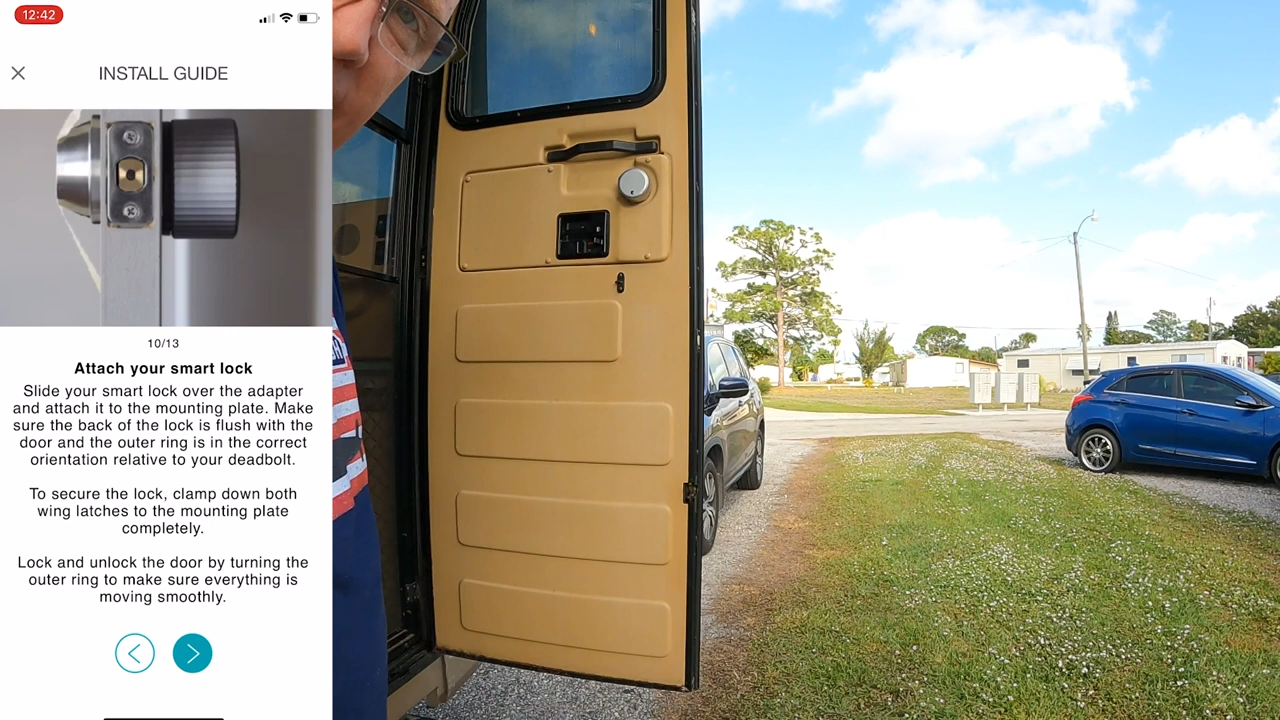 12:42
INSTALL GUIDE
10/13
Attach your smart lock
Slide your smart lock over the adapter
and attach it to the mounting plate. Make
sure the back of the lock is flush with the
door and the outer ring is in the correct
orientation relative to your deadbolt.
To secure the lock, clamp down both
wing latches to the mounting plate
completely.
Lock and unlock the door by turning the
outer ring to make sure everything is
moving smoothly.